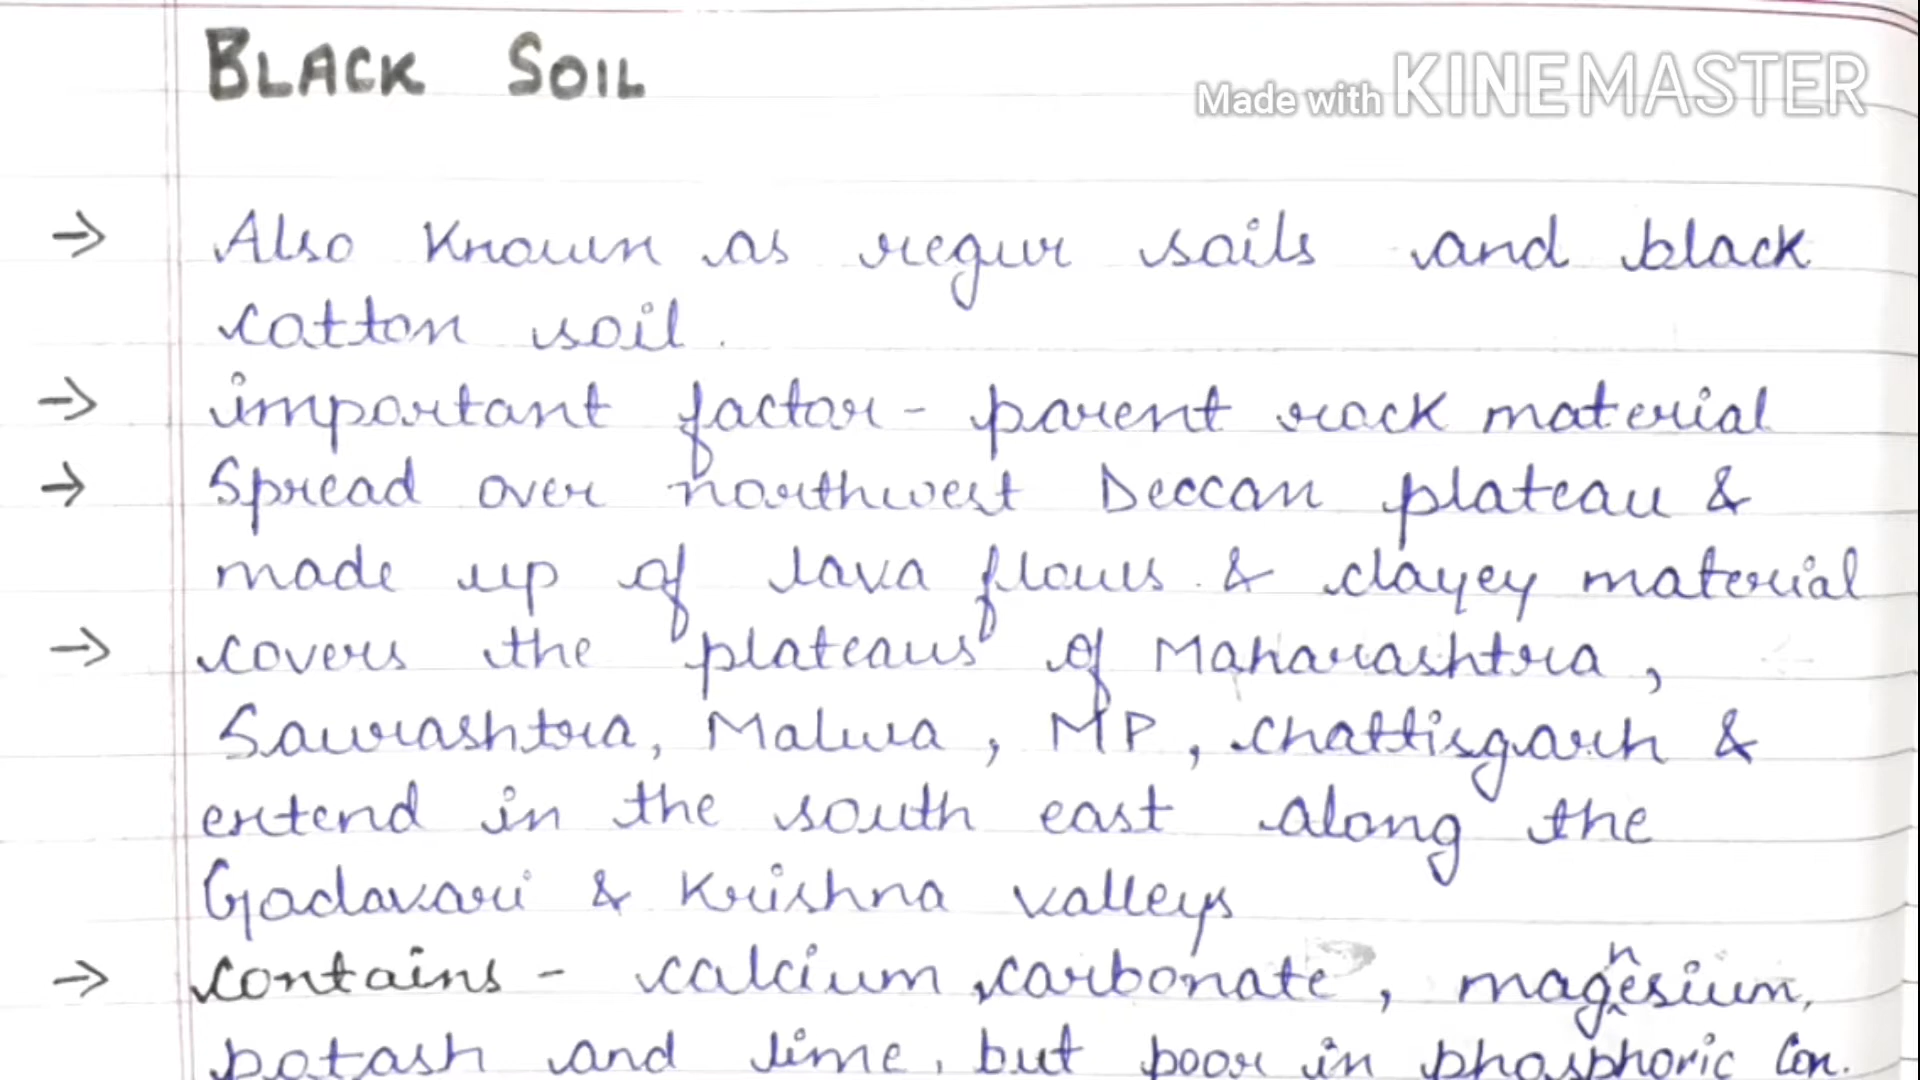 BLACK SOIL
Made with KINEMASTER
→ Also known as regur soils and black
cotton soil.
→ important factor - parent rock material
→ Spread over northwest Deccan plateau &
made up of lava flows & clayey material
→ covers the plateaus of Maharashtra,
Saurashtra, Malwa, MP, chattisgarh &
extend in the south east along the
Godavari & Krishna valleys
→ contains - calcium carbonate, magnesium,
potash and lime, but poor in phosphoric Con.